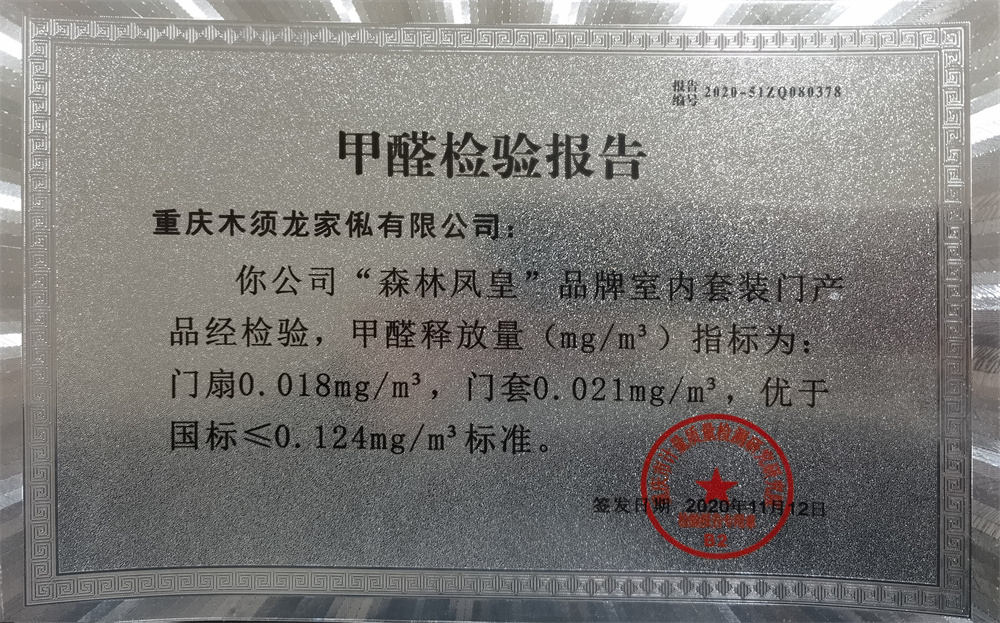 报告
编号 2020-51ZQ080378
甲醛检验报告
重庆木须龙家俬有限公司：
你公司“森林凤皇”品牌室内套装门产
品经检验，甲醛释放量（mg/m³）指标为：
门扇0.018mg/m³，门套0.021mg/m³，优于
国标≤0.124mg/m³标准。
签发日期 2020年11月12日